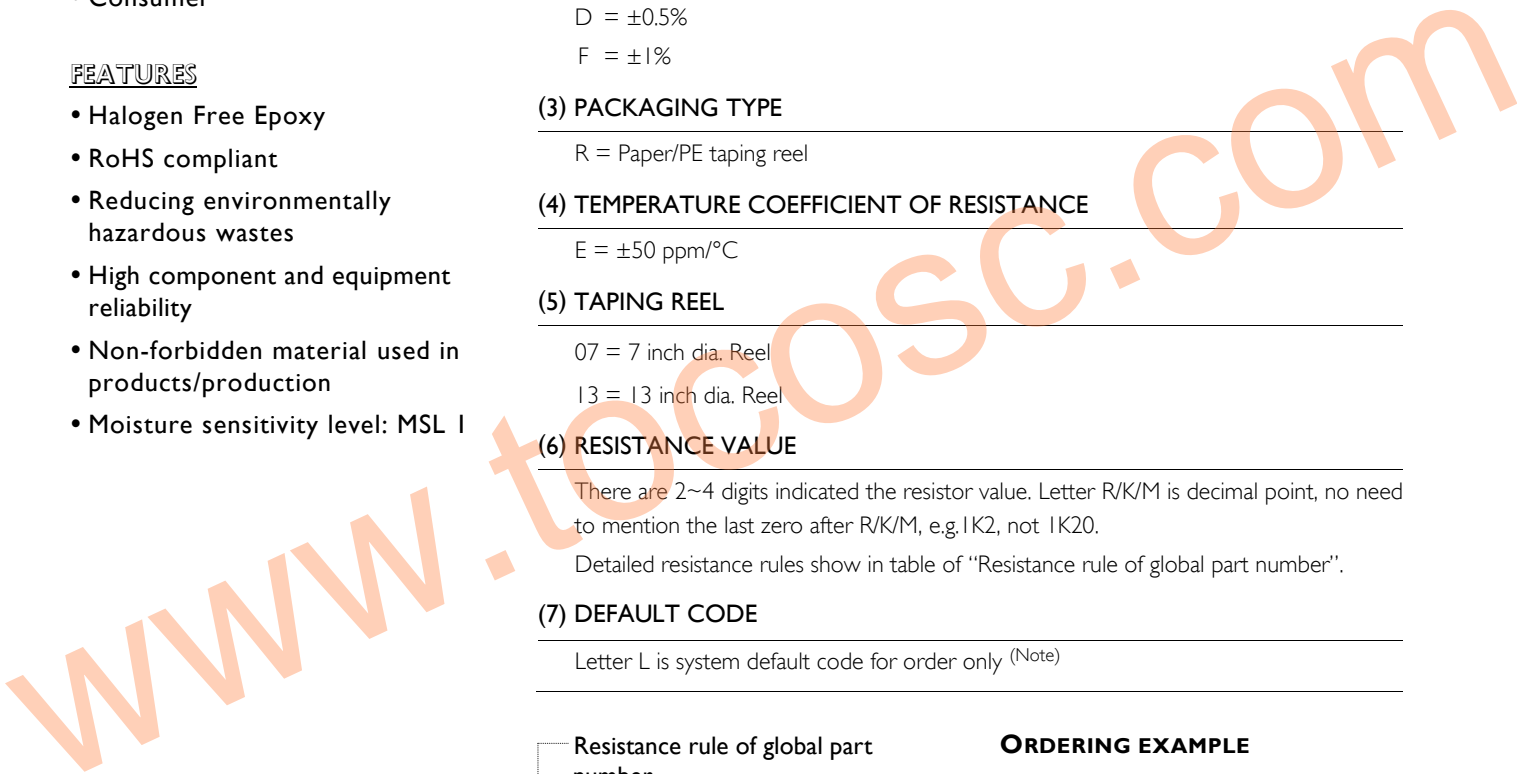 • Consumer
FEATURES
• Halogen Free Epoxy
• RoHS compliant
• Reducing environmentally
hazardous wastes
• High component and equipment
reliability
• Non-forbidden material used in
products/production
• Moisture sensitivity level: MSL 1
D = ±0.5%
F = ±1%
(3) PACKAGING TYPE
R = Paper/PE taping reel
(4) TEMPERATURE COEFFICIENT OF RESISTANCE
E = ±50 ppm/°C
(5) TAPING REEL
07 = 7 inch dia. Reel
13 = 13 inch dia. Reel
(6) RESISTANCE VALUE
There are 2~4 digits indicated the resistor value. Letter R/K/M is decimal point, no need
to mention the last zero after R/K/M, e.g.1K2, not 1K20.
Detailed resistance rules show in table of “Resistance rule of global part number”.
(7) DEFAULT CODE
Letter L is system default code for order only (Note)
Resistance rule of global part
number
ORDERING EXAMPLE
www.tocosc.com